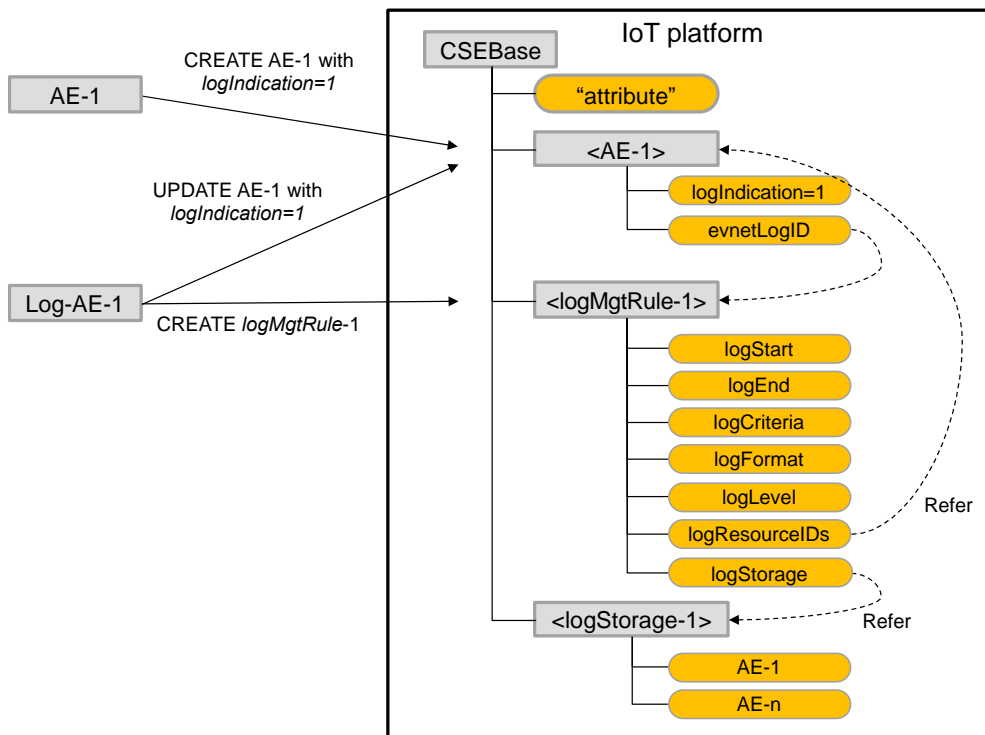 IoT platform
CSEBase
CREATE AE-1 with
logIndication=1
AE-1
“attribute”
<AE-1>
UPDATE AE-1 with
logIndication=1
logIndication=1
evnetLogID
Log-AE-1
<logMgtRule-1>
CREATE logMgtRule-1
logStart
logEnd
logCriteria
logFormat
logLevel
Refer
logResourceIDs
logStorage
<logStorage-1>
Refer
AE-1
AE-n